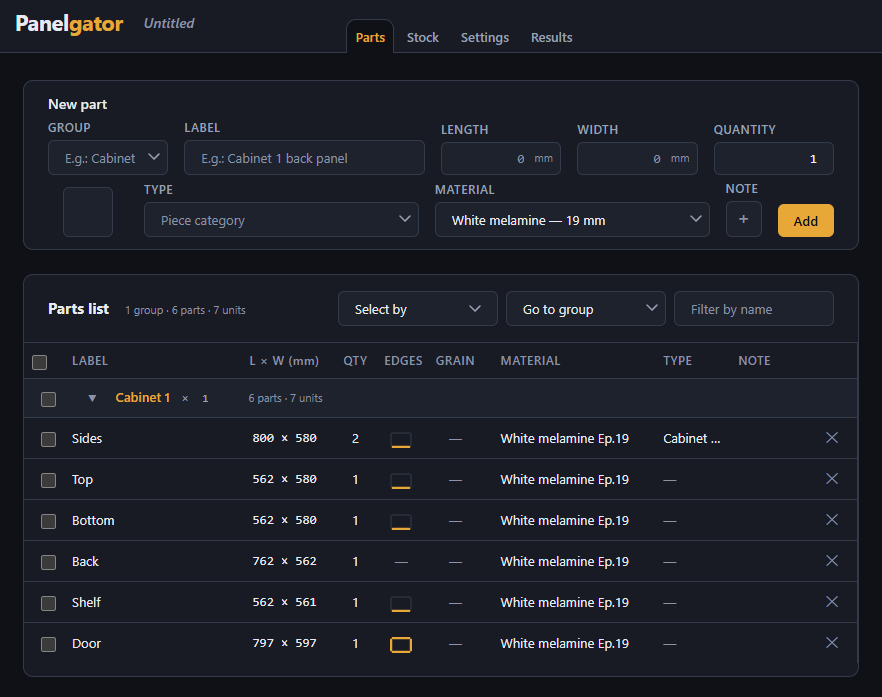 Panelgator Untitled
Parts Stock Settings Results
New part
GROUP LABEL LENGTH WIDTH QUANTITY
E.g.: Cabinet E.g.: Cabinet 1 back panel 0 mm 0 mm 1
TYPE MATERIAL NOTE
Piece category White melamine — 19 mm + Add
Parts list 1 group · 6 parts · 7 units Select by Go to group Filter by name
LABEL L × W (mm) QTY EDGES GRAIN MATERIAL TYPE NOTE
▼ Cabinet 1 × 1 6 parts · 7 units
Sides 800 x 580 2 — White melamine Ep.19 Cabinet ... ×
Top 562 x 580 1 — White melamine Ep.19 — ×
Bottom 562 x 580 1 — White melamine Ep.19 — ×
Back 762 x 562 1 — — White melamine Ep.19 — ×
Shelf 562 x 561 1 — White melamine Ep.19 — ×
Door 797 x 597 1 — White melamine Ep.19 — ×